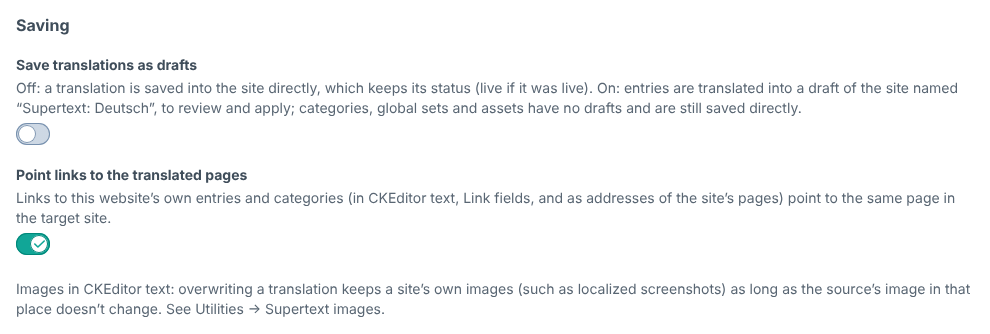 Saving
Save translations as drafts
Off: a translation is saved into the site directly, which keeps its status (live if it was live). On: entries are translated into a draft of the site named
“Supertext: Deutsch”, to review and apply; categories, global sets and assets have no drafts and are still saved directly.
Point links to the translated pages
Links to this website’s own entries and categories (in CKEditor text, Link fields, and as addresses of the site’s pages) point to the same page in
the target site.
Images in CKEditor text: overwriting a translation keeps a site’s own images (such as localized screenshots) as long as the source’s image in that
place doesn’t change. See Utilities → Supertext images.